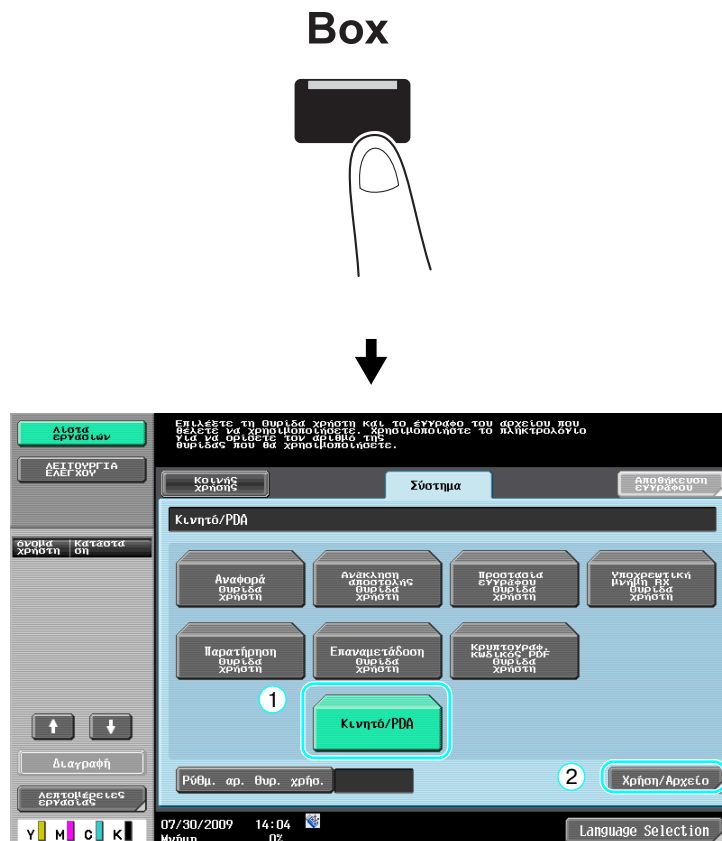 Box
Λίστα
εργασιών
Επιλέξτε τη θυρίδα χρήστη και το έγγραφο του αρχείου που
θέλετε να χρησιμοποιήσετε. Χρησιμοποιήστε το πληκτρολόγιο
για να ορίσετε τον αριθμό της
θυρίδας που θα χρησιμοποιήσετε.
ΛΕΙΤΟΥΡΓΙΑ
ΕΛΕΓΧΟΥ
Κοινής
χρήσης
Σύστημα
Αποθήκευση
εγγράφου
Κινητό/PDA
όνομα
χρήστη
Κατάστα
ση
Αναφορά
θυρίδα
χρήστη
Ανάκληση
αποστολής
θυρίδα
χρήστη
Προστασία
εγγράφου
θυρίδα
χρήστη
Υποχρεωτική
μνήμη RX
θυρίδα
χρήστη
Παρατήρηση
θυρίδα
χρήστη
Επαναμετάδοση
θυρίδα
χρήστη
Κρυπτογραφ.
κωδικός PDF
θυρίδα
χρήστη
1
Κινητό/PDA
Διαγραφή
Ρύθμ. αρ. θυρ. χρήσ.
2
Χρήση/Αρχείο
Λεπτομέρειες
εργασίας
Y M C K
07/30/2009 14:04
Μνήμη 0%
Language Selection